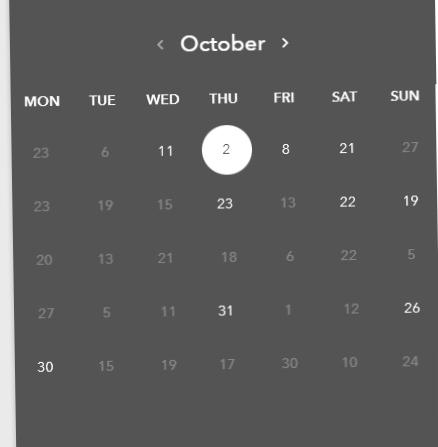 ‹ October ›
MON TUE WED THU FRI SAT SUN
23 6 11 2 8 21 27
23 19 15 23 13 22 19
20 13 21 18 6 22 5
27 5 11 31 1 12 26
30 15 19 17 30 10 24